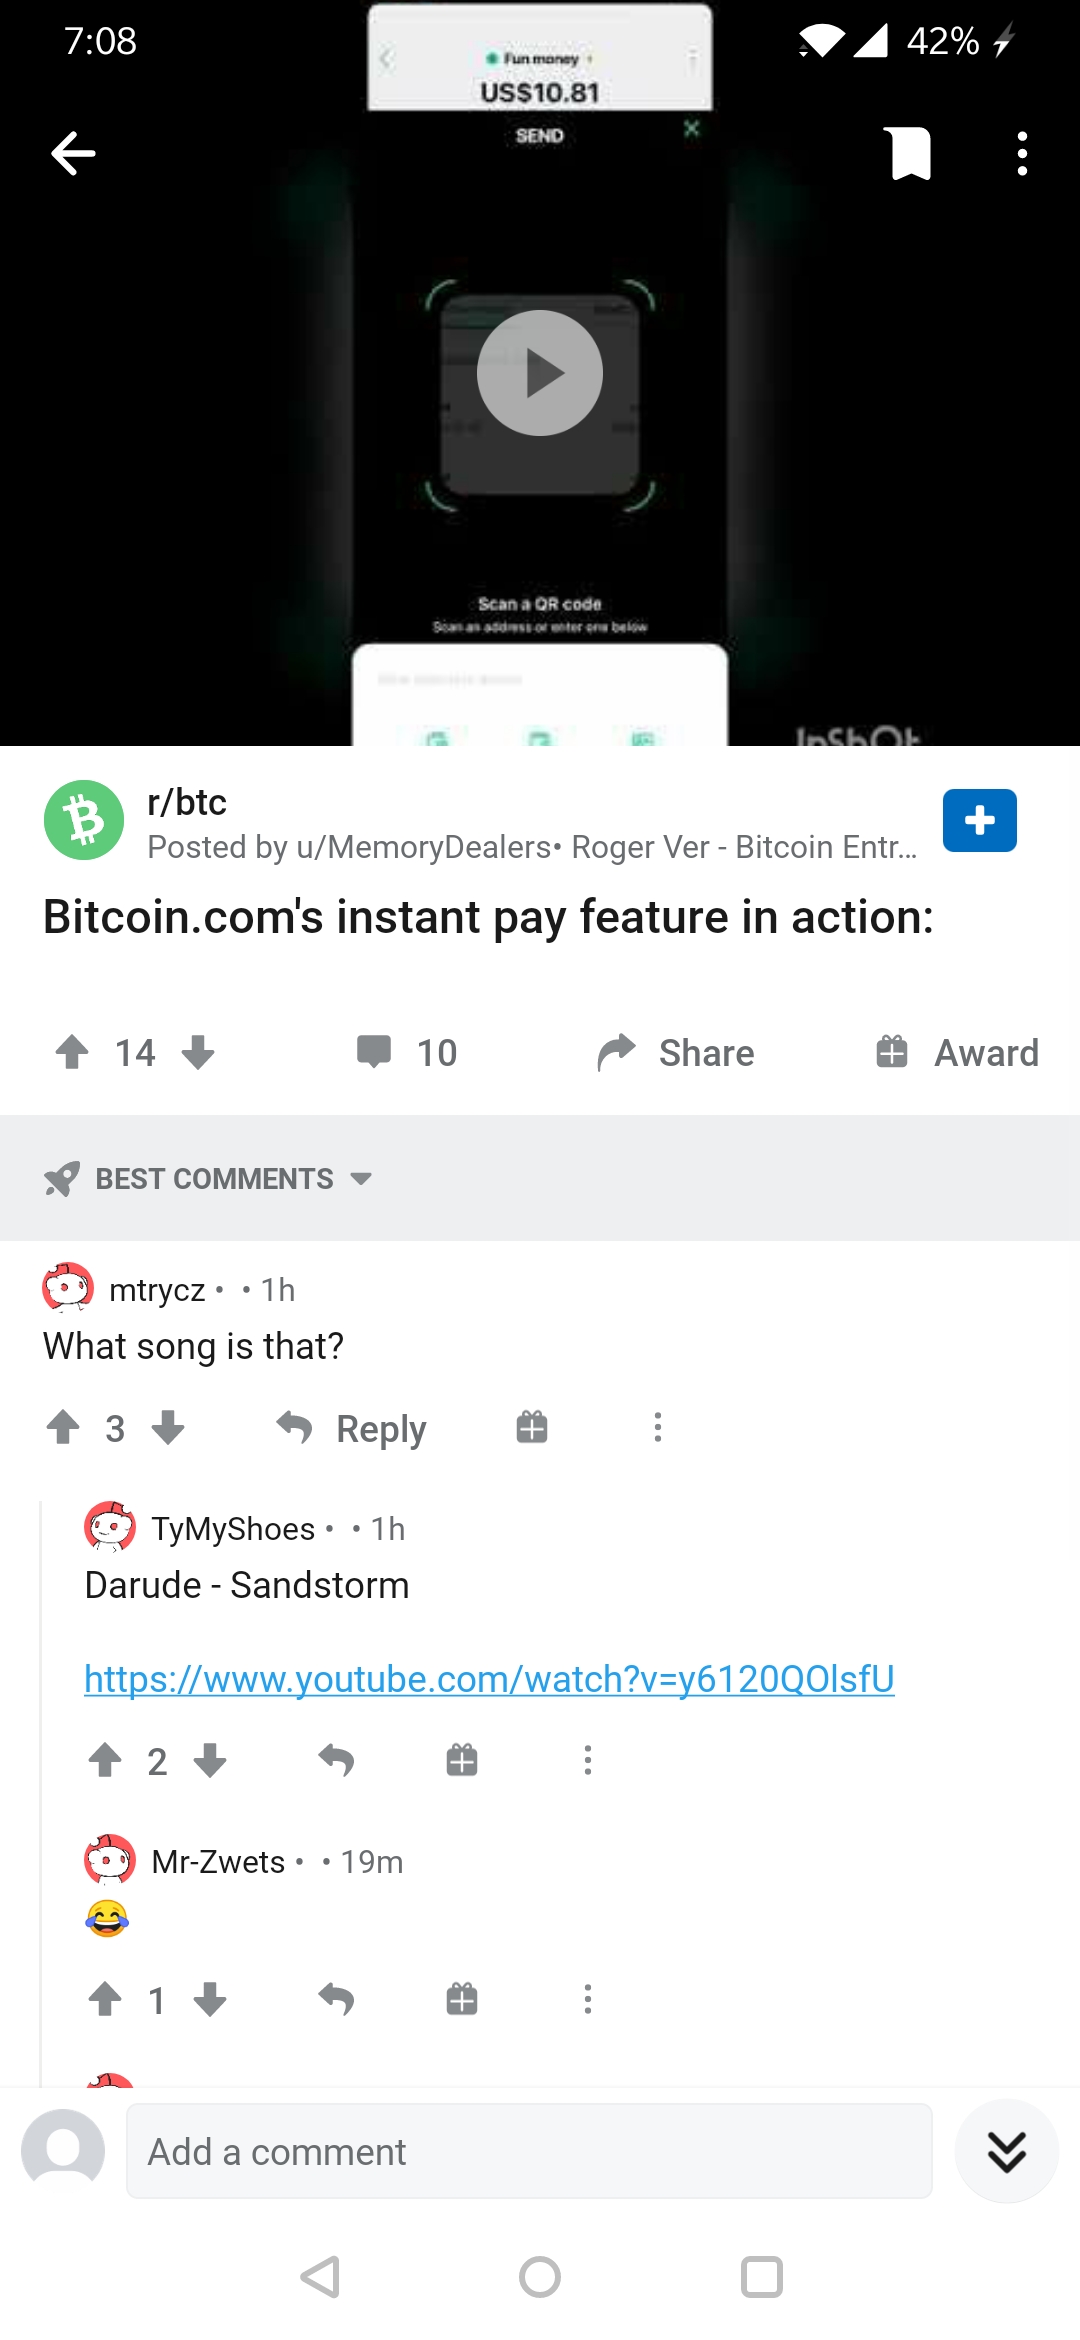 7:08
42%
Fun money
US$10.81
SEND
Scan a QR code
Scan an address or enter one below
InShOt
r/btc
Posted by u/MemoryDealers• Roger Ver - Bitcoin Entr...
Bitcoin.com's instant pay feature in action:
14
10
Share
Award
BEST COMMENTS
mtrycz • • 1h
What song is that?
3
Reply
TyMyShoes • • 1h
Darude - Sandstorm
https://www.youtube.com/watch?v=y6120QOlsfU
2
Mr-Zwets • • 19m
😂
1
Add a comment